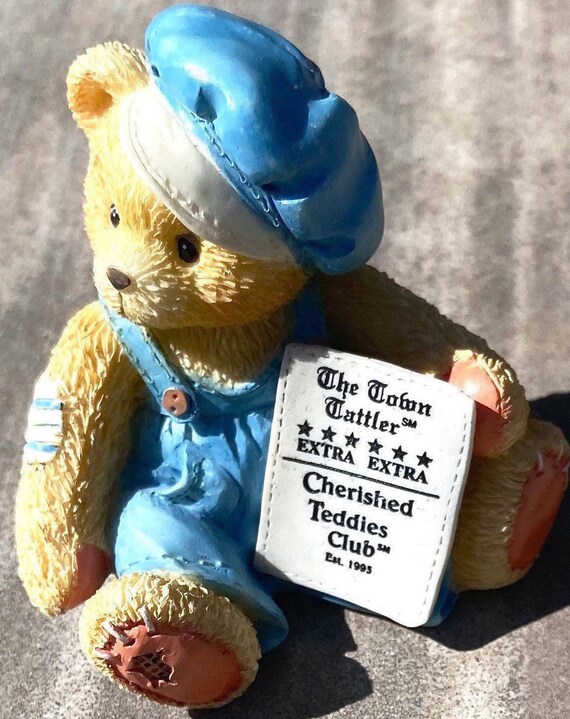 The Town
Tattler℠
★★★★★★
EXTRA EXTRA
Cherished
Teddies
Club℠
Est. 1995